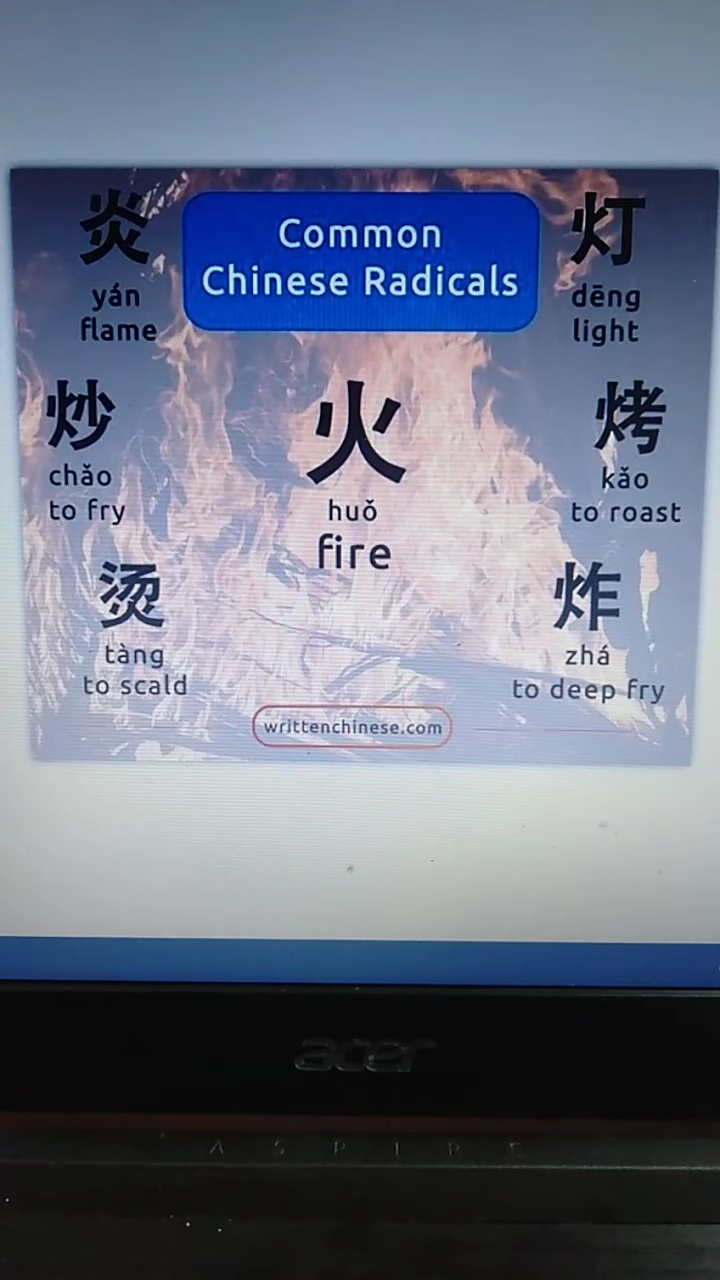 Common
Chinese Radicals
炎
yán
flame
灯
dēng
light
炒
chǎo
to fry
火
huǒ
fire
烤
kǎo
to roast
烫
tàng
to scald
炸
zhá
to deep fry
writtenchinese.com
acer
ASPIRE